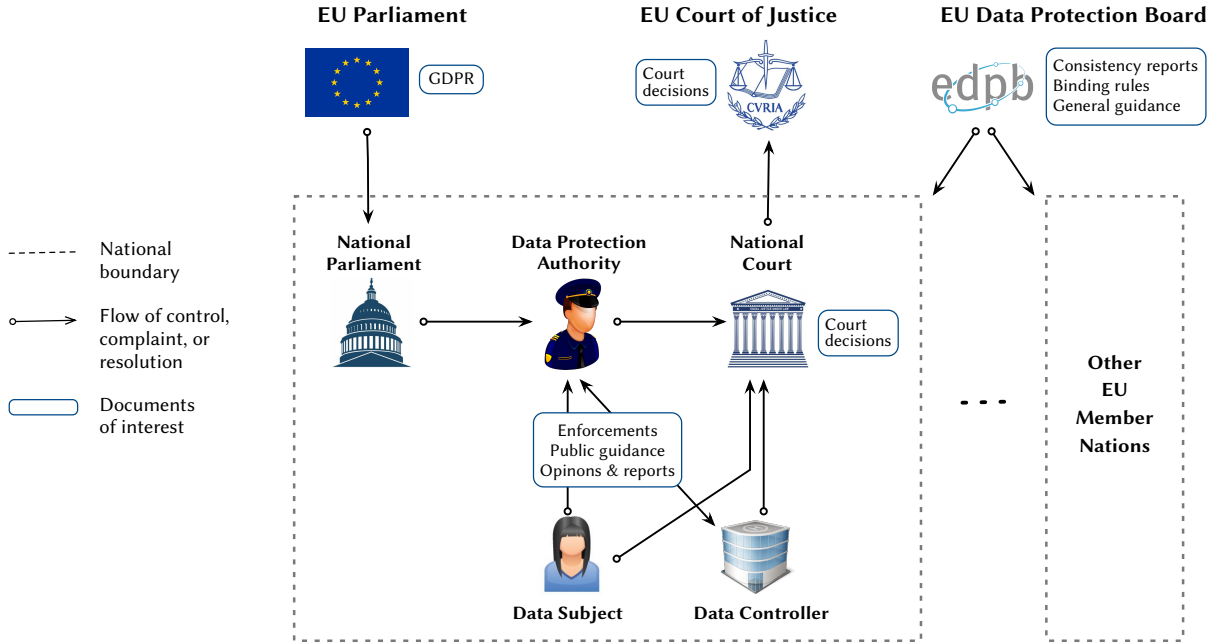 EU Parliament
EU Court of Justice
EU Data Protection Board
GDPR
Court
decisions
CVRIA
edpb
Consistency reports
Binding rules
General guidance
National
boundary
Flow of control,
complaint, or
resolution
Documents
of interest
National
Parliament
Data Protection
Authority
National
Court
Court
decisions
Enforcements
Public guidance
Opinons & reports
Data Subject
Data Controller
Other
EU
Member
Nations